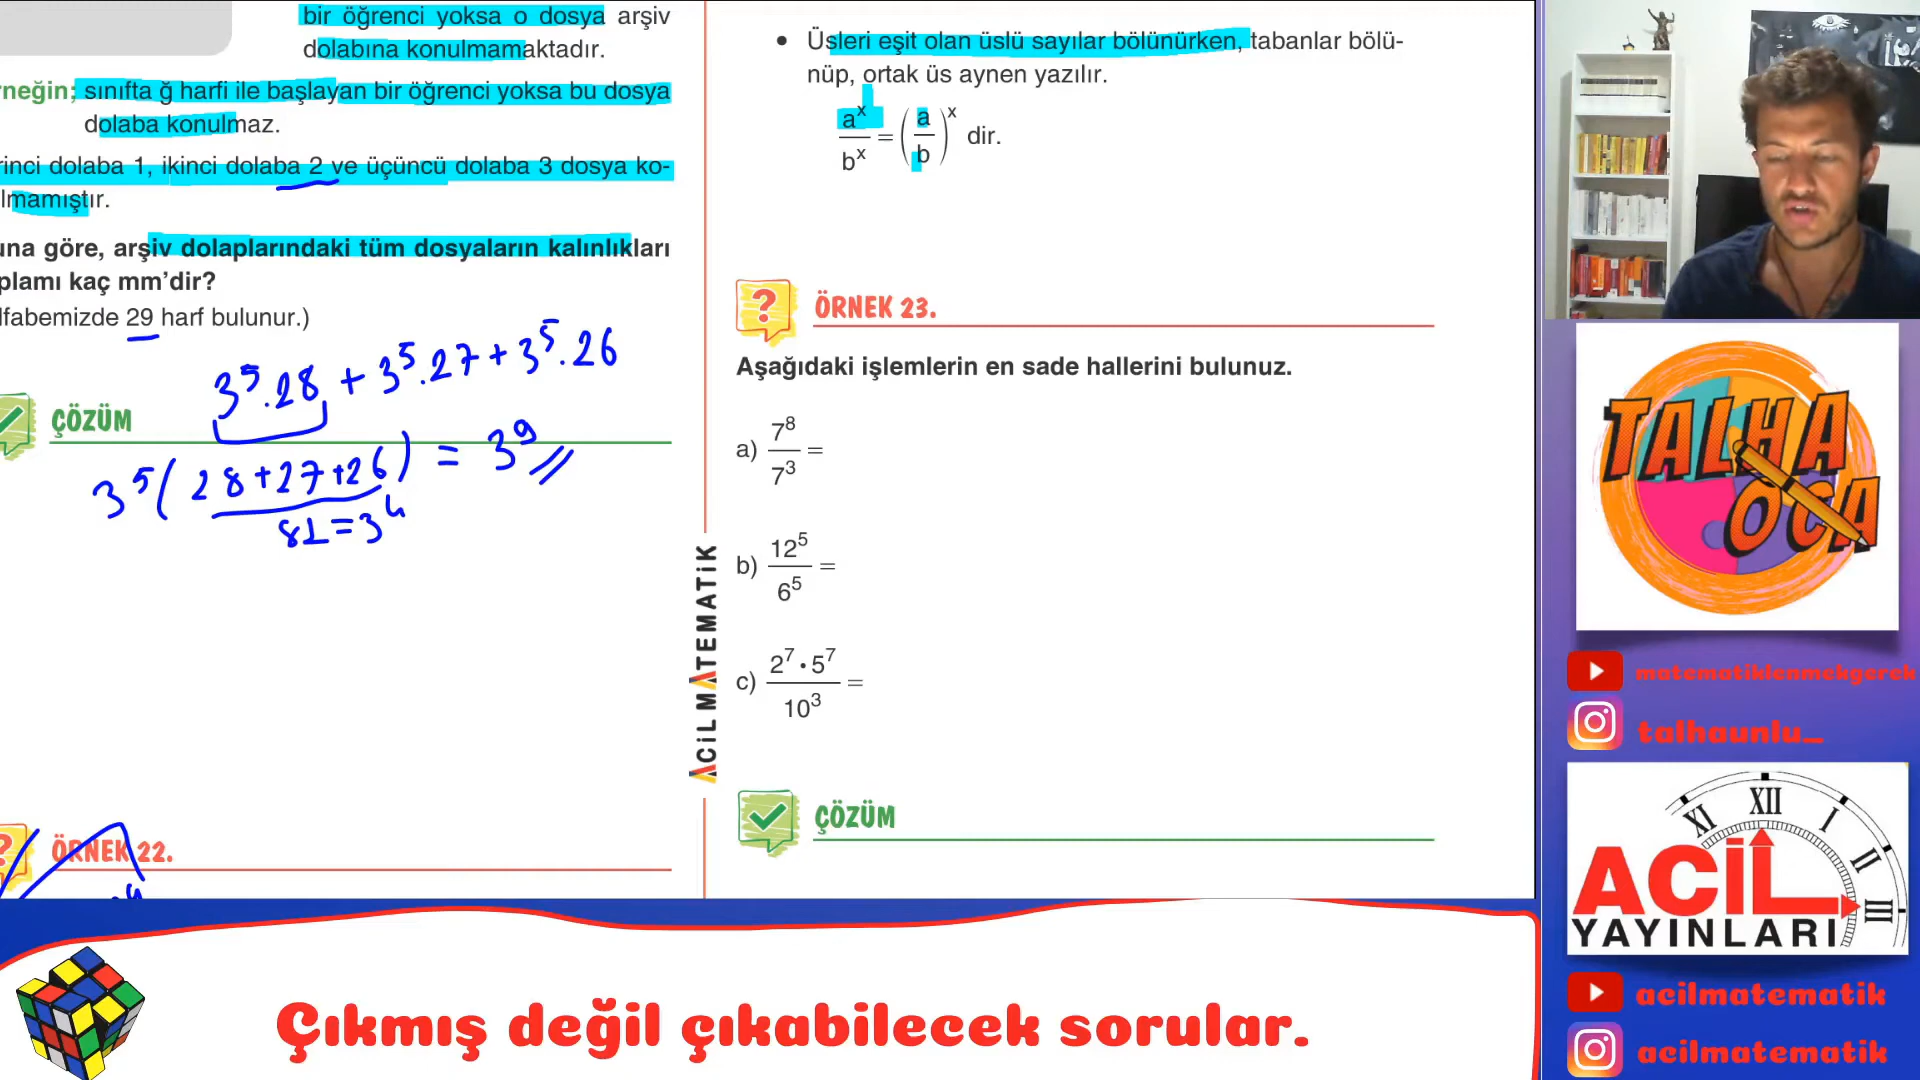 bir öğrenci yoksa o dosya arşiv
dolabına konulmamaktadır.
neğin; sınıfta ğ harfi ile başlayan bir öğrenci yoksa bu dosya
dolaba konulmaz.
rinci dolaba 1, ikinci dolaba 2 ve üçüncü dolaba 3 dosya ko-
lmamıştır.
una göre, arşiv dolaplarındaki tüm dosyaların kalınlıkları
plamı kaç mm'dir?
lfabemizde 29 harf bulunur.)
3⁵.28 + 3⁵.27 + 3⁵.26
ÇÖZÜM
3⁵(28+27+26) = 3⁹
81=3⁴
ÖRNEK 22.
ACİL MATEMATİK
• Üsleri eşit olan üslü sayılar bölünürken, tabanlar bölü-
nüp, ortak üs aynen yazılır.
aˣ/bˣ = (a/b)ˣ dir.
ÖRNEK 23.
Aşağıdaki işlemlerin en sade hallerini bulunuz.
a) 7⁸/7³ =
b) 12⁵/6⁵ =
c) 2⁷·5⁷/10³ =
ÇÖZÜM
TALHA
OCA
matematiklenmekgerek
talhaunlu_
XI XII I II III
ACİL
YAYINLARI
acilmatematik
acilmatematik
Çıkmış değil çıkabilecek sorular.